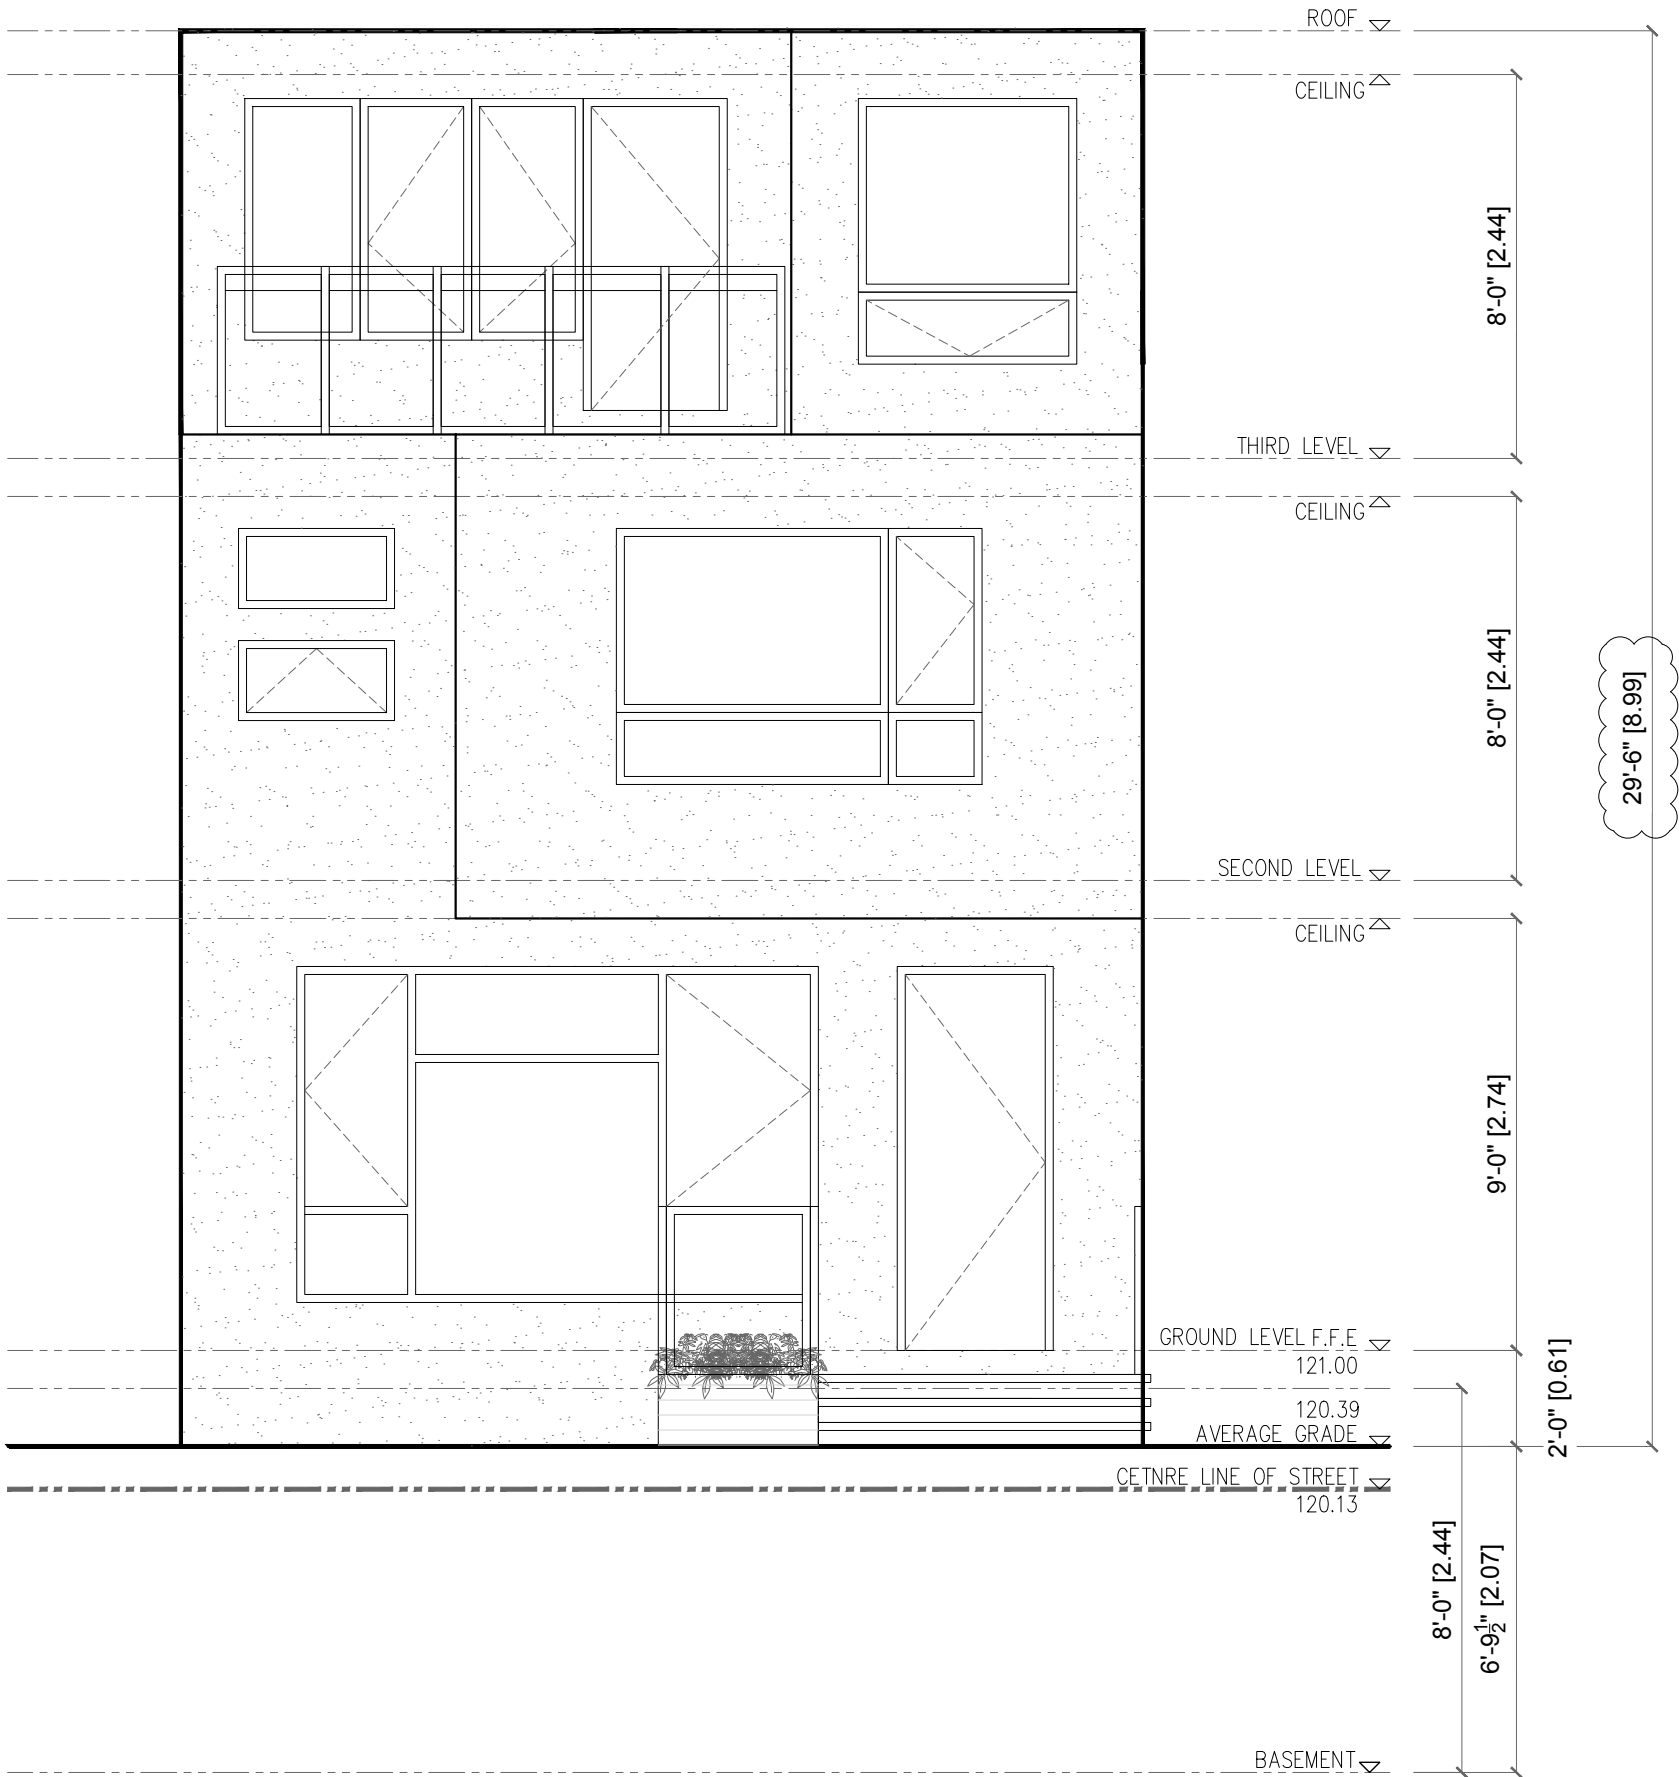 ROOF
CEILING
8'-0" [2.44]
THIRD LEVEL
CEILING
8'-0" [2.44]
29'-6" [8.99]
SECOND LEVEL
CEILING
9'-0" [2.74]
GROUND LEVEL F.F.E
121.00
2'-0" [0.61]
120.39
AVERAGE GRADE
CETNRE LINE OF STREET
120.13
8'-0" [2.44]
6'-9½" [2.07]
BASEMENT